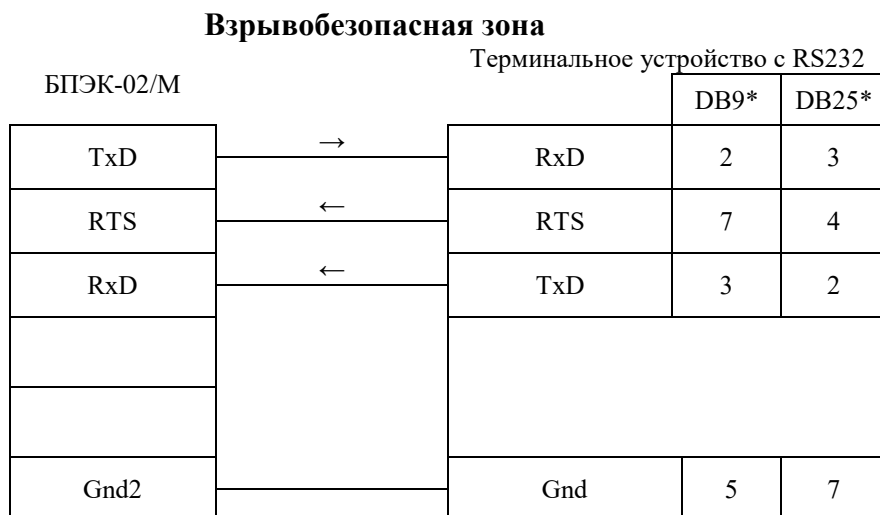 Взрывобезопасная зона
Терминальное устройство с RS232
БПЭК-02/М
DB9* DB25*
TxD → RxD 2 3
RTS ← RTS 7 4
RxD ← TxD 3 2
Gnd2 Gnd 5 7